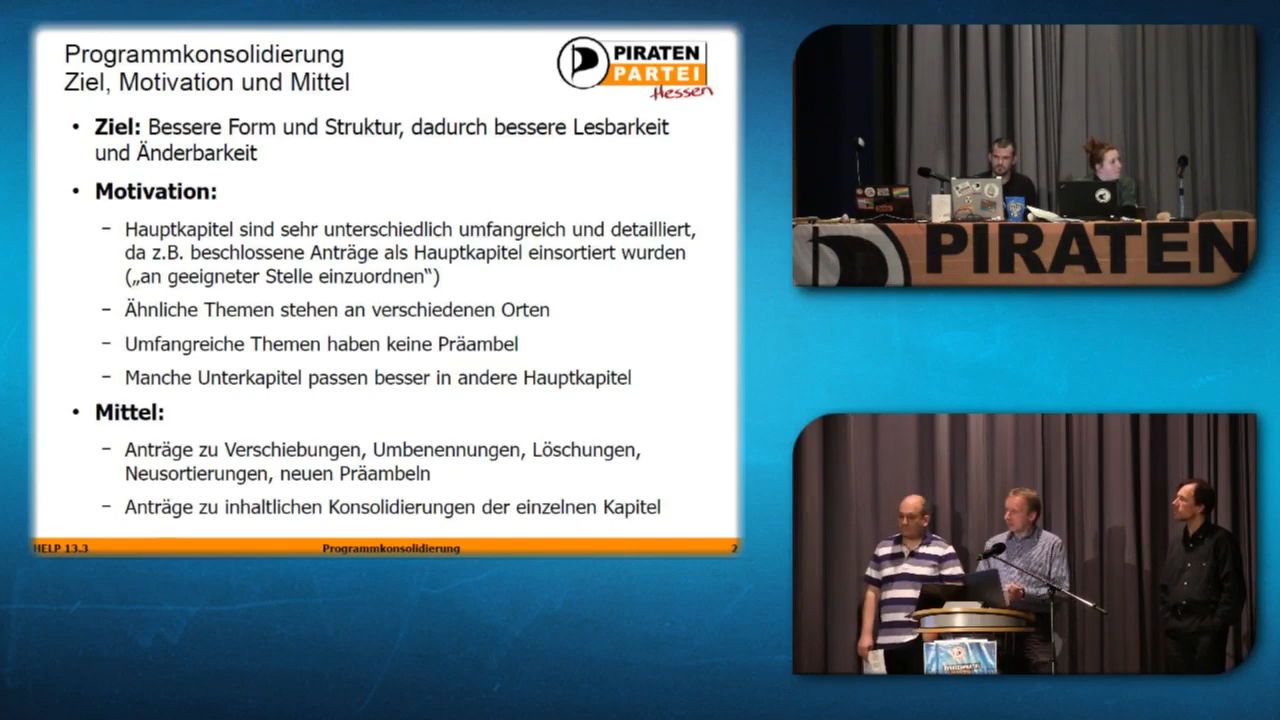 Programmkonsolidierung
Ziel, Motivation und Mittel
PIRATEN
PARTEI
Hessen
• Ziel: Bessere Form und Struktur, dadurch bessere Lesbarkeit
und Änderbarkeit
• Motivation:
– Hauptkapitel sind sehr unterschiedlich umfangreich und detailliert,
da z.B. beschlossene Anträge als Hauptkapitel einsortiert wurden
(„an geeigneter Stelle einzuordnen“)
– Ähnliche Themen stehen an verschiedenen Orten
– Umfangreiche Themen haben keine Präambel
– Manche Unterkapitel passen besser in andere Hauptkapitel
• Mittel:
– Anträge zu Verschiebungen, Umbenennungen, Löschungen,
Neusortierungen, neuen Präambeln
– Anträge zu inhaltlichen Konsolidierungen der einzelnen Kapitel
HELP 13.3 Programmkonsolidierung 2
PIRATEN